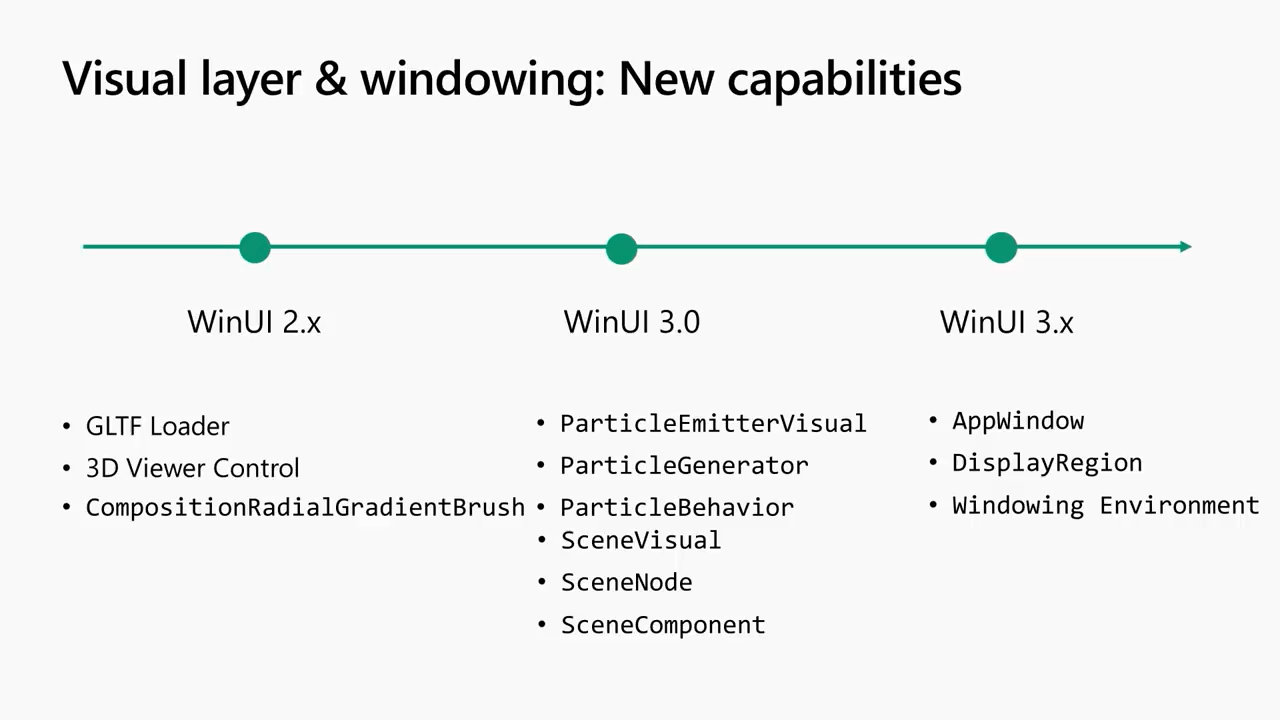 Visual layer & windowing: New capabilities
WinUI 2.x
WinUI 3.0
WinUI 3.x
• GLTF Loader
• 3D Viewer Control
• CompositionRadialGradientBrush
• ParticleEmitterVisual
• ParticleGenerator
• ParticleBehavior
• SceneVisual
• SceneNode
• SceneComponent
• AppWindow
• DisplayRegion
• Windowing Environment